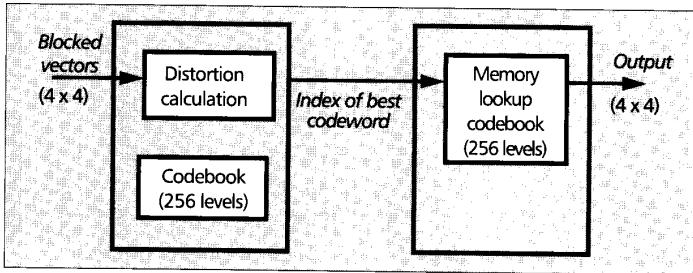 Blocked
vectors
(4 x 4)
Distortion
calculation
Codebook
(256 levels)
Index of best
codeword
Memory
lookup
codebook
(256 levels)
Output
(4 x 4)